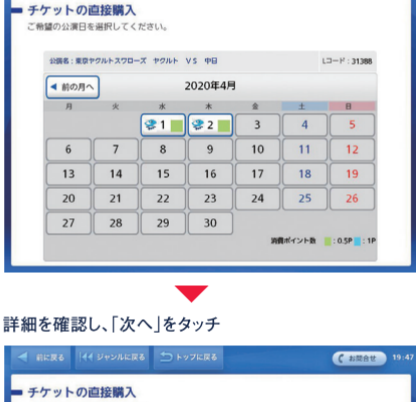 チケットの直接購入
ご希望の公演日を選択してください。
公演名：東京ヤクルトスワローズ ヤクルト VS 中日 Lコード：31388
前の月へ 2020年4月
月 火 水 木 金 土 日
1 2 3 4 5
6 7 8 9 10 11 12
13 14 15 16 17 18 19
20 21 22 23 24 25 26
27 28 29 30
消費ポイント数 ：0.5P ：1P
詳細を確認し、「次へ」をタッチ
前に戻る ジャンルに戻る トップに戻る お問合せ 19:47
チケットの直接購入